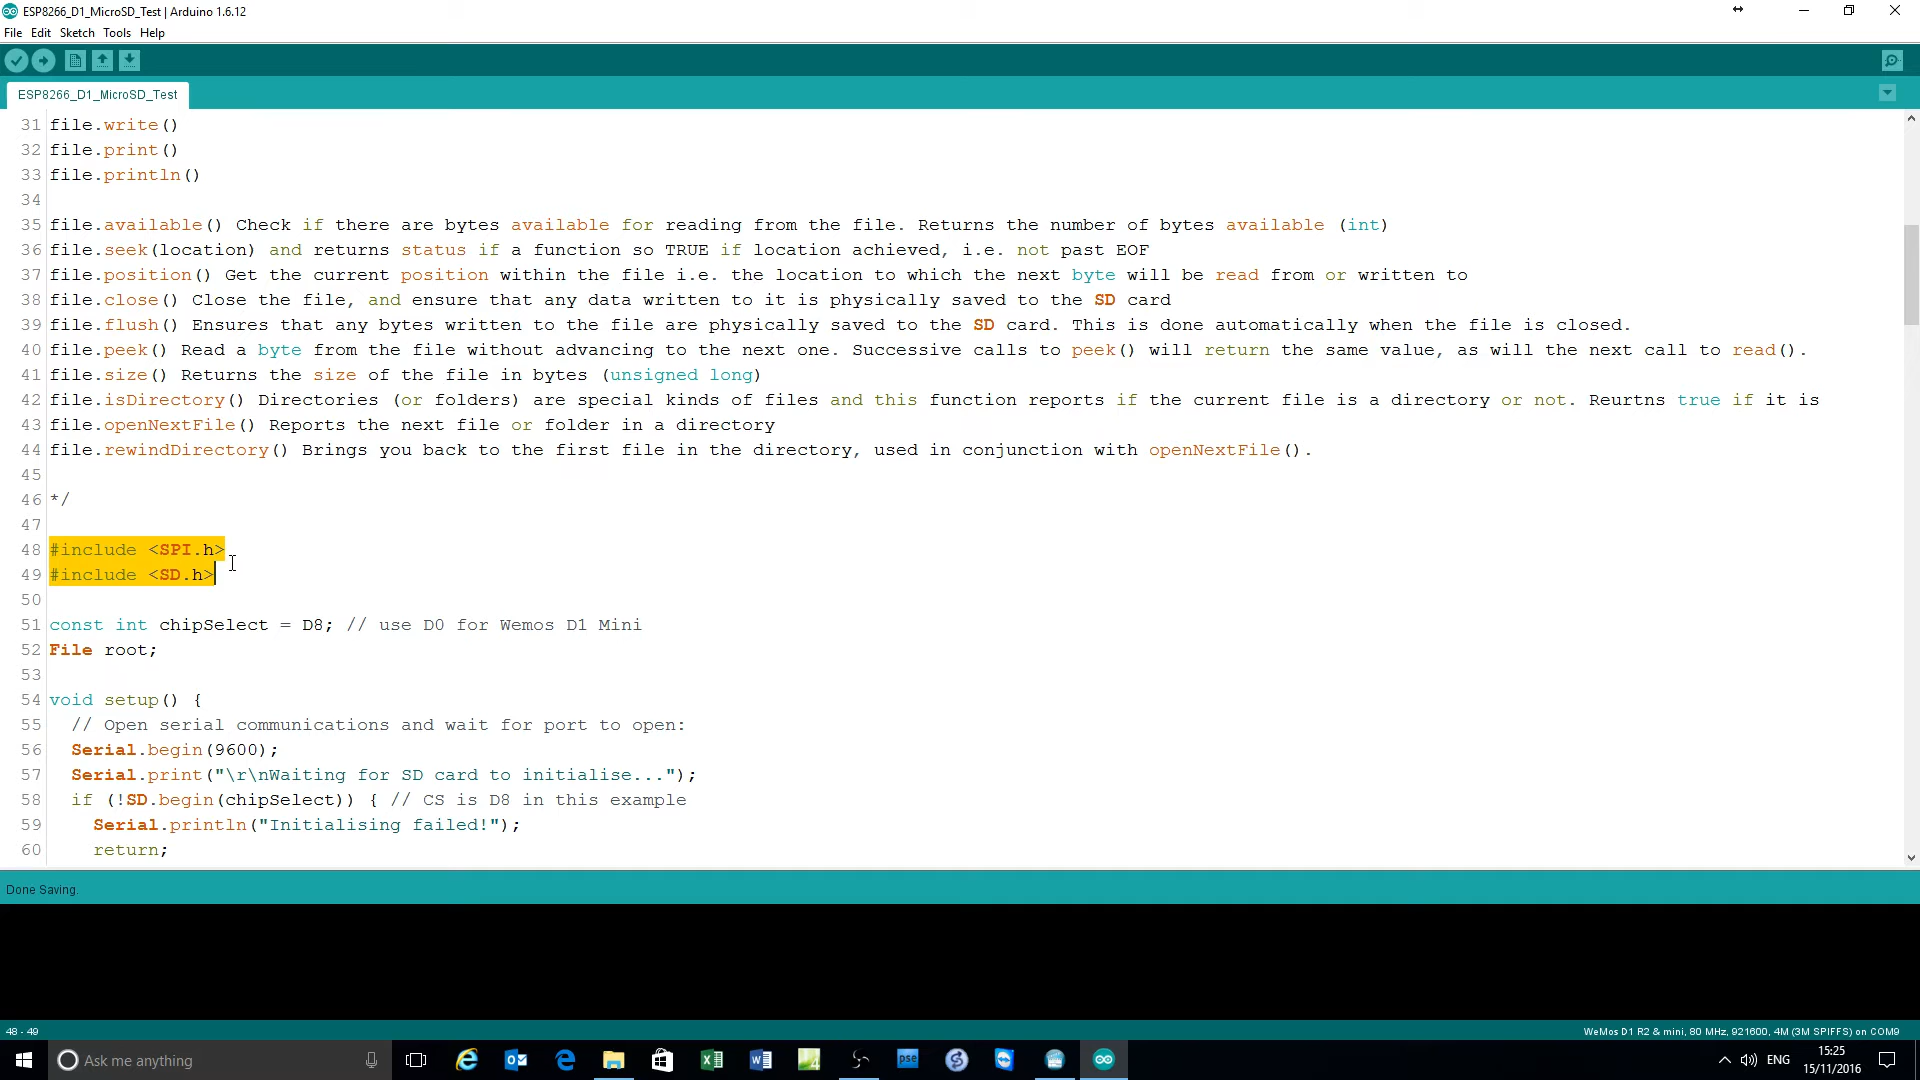 ESP8266_D1_MicroSD_Test | Arduino 1.6.12
File Edit Sketch Tools Help
ESP8266_D1_MicroSD_Test
31 file.write()
32 file.print()
33 file.println()
34
35 file.available() Check if there are bytes available for reading from the file. Returns the number of bytes available (int)
36 file.seek(location) and returns status if a function so TRUE if location achieved, i.e. not past EOF
37 file.position() Get the current position within the file i.e. the location to which the next byte will be read from or written to
38 file.close() Close the file, and ensure that any data written to it is physically saved to the SD card
39 file.flush() Ensures that any bytes written to the file are physically saved to the SD card. This is done automatically when the file is closed.
40 file.peek() Read a byte from the file without advancing to the next one. Successive calls to peek() will return the same value, as will the next call to read().
41 file.size() Returns the size of the file in bytes (unsigned long)
42 file.isDirectory() Directories (or folders) are special kinds of files and this function reports if the current file is a directory or not. Reurtns true if it is
43 file.openNextFile() Reports the next file or folder in a directory
44 file.rewindDirectory() Brings you back to the first file in the directory, used in conjunction with openNextFile().
45
46 */
47
48 #include <SPI.h>
49 #include <SD.h>
50
51 const int chipSelect = D8; // use D0 for Wemos D1 Mini
52 File root;
53
54 void setup() {
55 // Open serial communications and wait for port to open:
56 Serial.begin(9600);
57 Serial.print("\r\nWaiting for SD card to initialise...");
58 if (!SD.begin(chipSelect)) { // CS is D8 in this example
59 Serial.println("Initialising failed!");
60 return;
Done Saving.
48 - 49 WeMos D1 R2 & mini, 80 MHz, 921600, 4M (3M SPIFFS) on COM9
Ask me anything pse ENG 15:25
15/11/2016